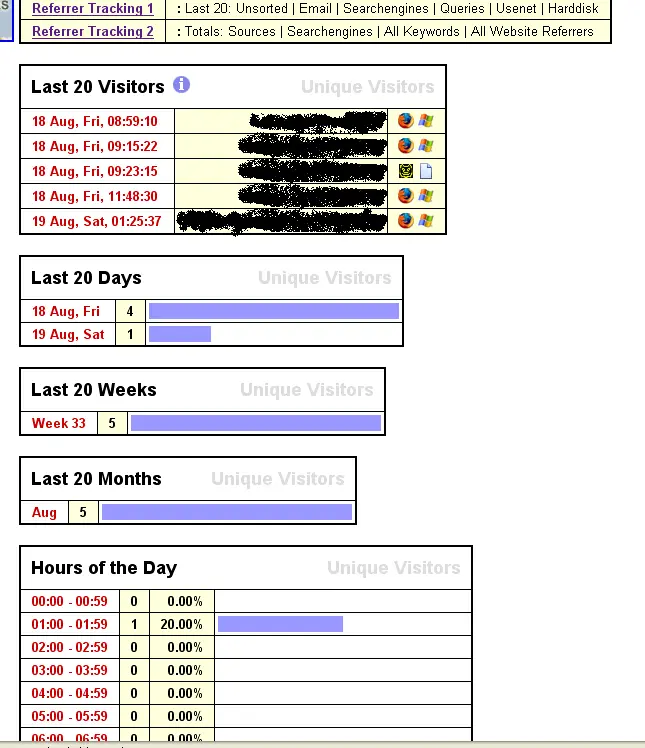 Referrer Tracking 1 : Last 20: Unsorted | Email | Searchengines | Queries | Usenet | Harddisk
Referrer Tracking 2 : Totals: Sources | Searchengines | All Keywords | All Website Referrers
Last 20 Visitors i Unique Visitors
18 Aug, Fri, 08:59:10
18 Aug, Fri, 09:15:22
18 Aug, Fri, 09:23:15
18 Aug, Fri, 11:48:30
19 Aug, Sat, 01:25:37
Last 20 Days Unique Visitors
18 Aug, Fri 4
19 Aug, Sat 1
Last 20 Weeks Unique Visitors
Week 33 5
Last 20 Months Unique Visitors
Aug 5
Hours of the Day Unique Visitors
00:00 - 00:59 0 0.00%
01:00 - 01:59 1 20.00%
02:00 - 02:59 0 0.00%
03:00 - 03:59 0 0.00%
04:00 - 04:59 0 0.00%
05:00 - 05:59 0 0.00%
06:00 - 06:59 0 0.00%